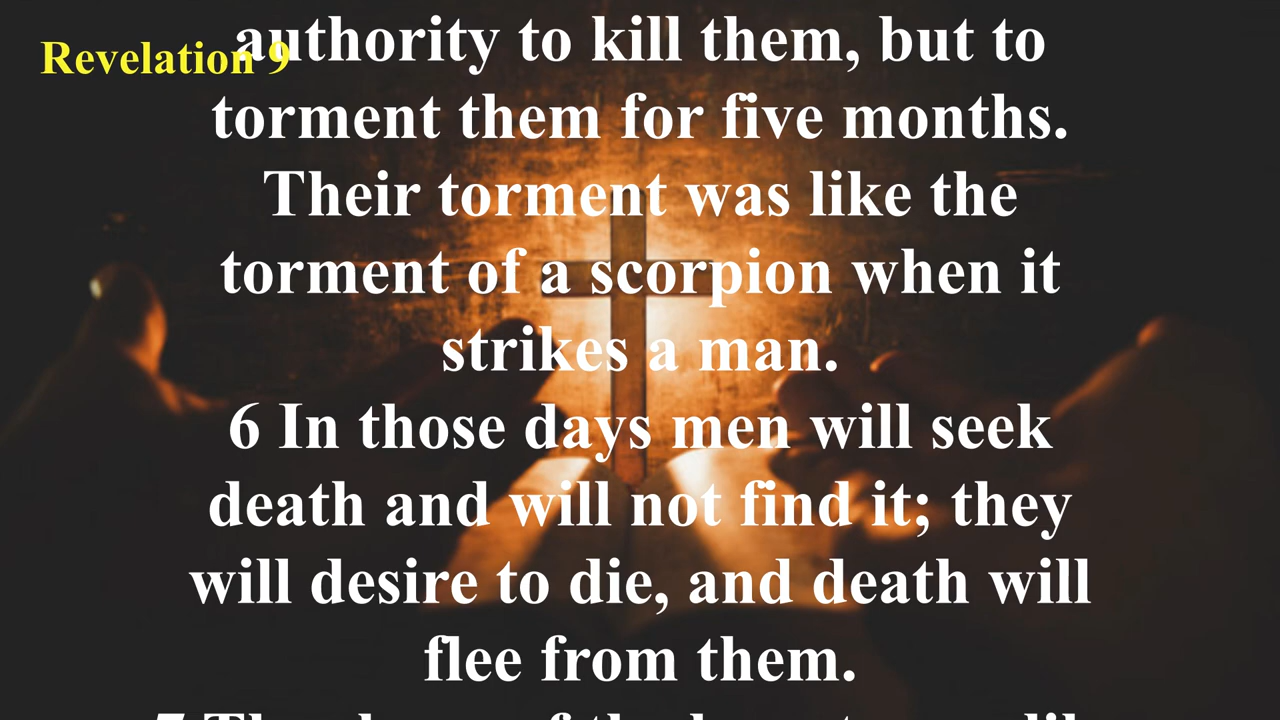 Revelation 9
authority to kill them, but to
torment them for five months.
Their torment was like the
torment of a scorpion when it
strikes a man.
6 In those days men will seek
death and will not find it; they
will desire to die, and death will
flee from them.